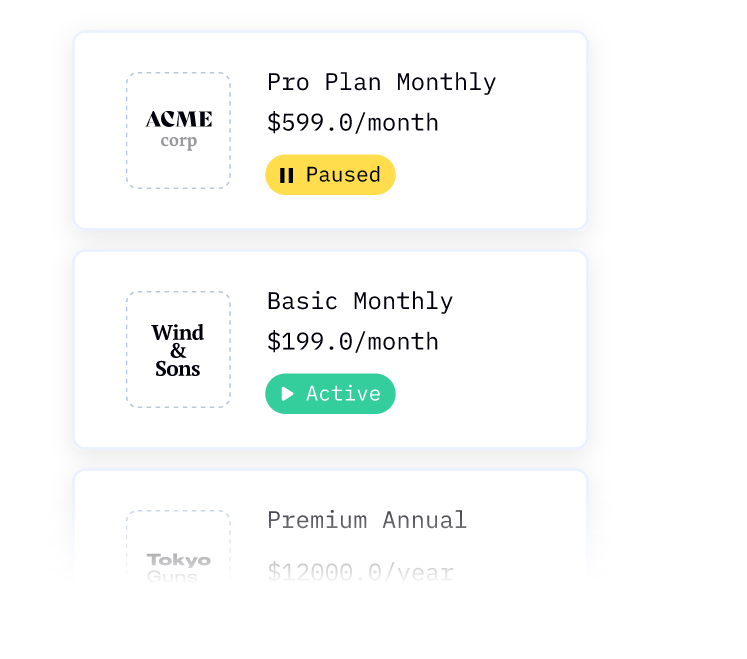 ACME
corp
Pro Plan Monthly
$599.0/month
Paused
Wind
&
Sons
Basic Monthly
$199.0/month
Active
Tokyo
Guns
Premium Annual
$12000.0/year